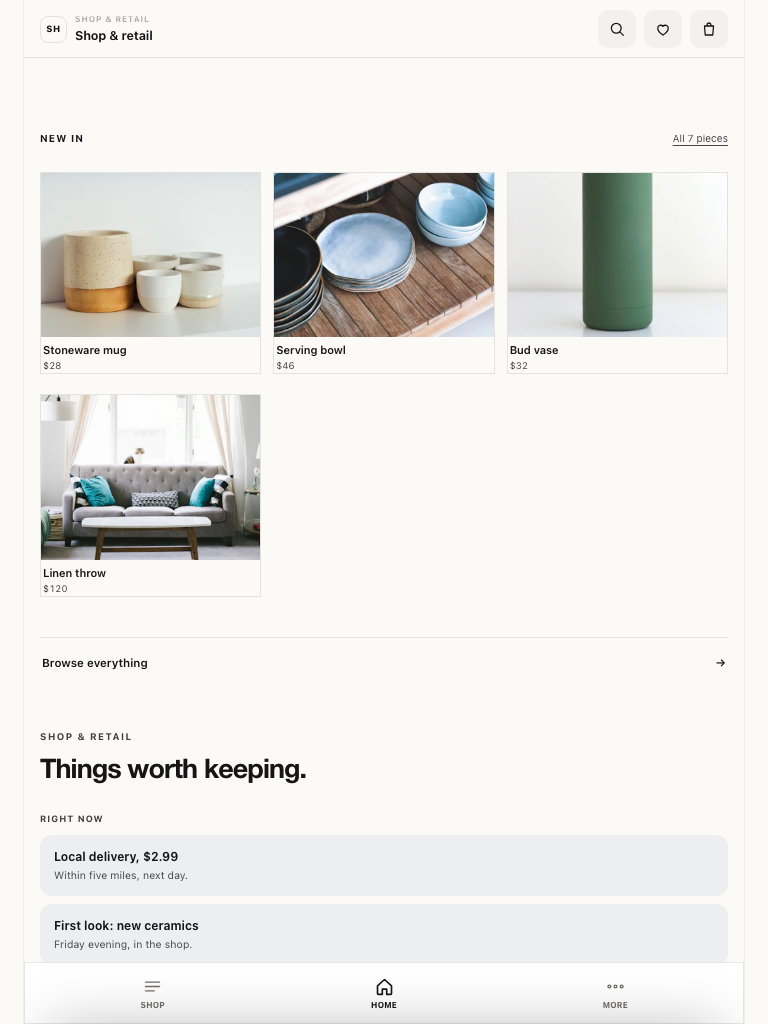 SH
SHOP & RETAIL
Shop & retail
NEW IN
All 7 pieces
Stoneware mug
$28
Serving bowl
$46
Bud vase
$32
Linen throw
$120
Browse everything
SHOP & RETAIL
Things worth keeping.
RIGHT NOW
Local delivery, $2.99
Within five miles, next day.
First look: new ceramics
Friday evening, in the shop.
SHOP
HOME
MORE